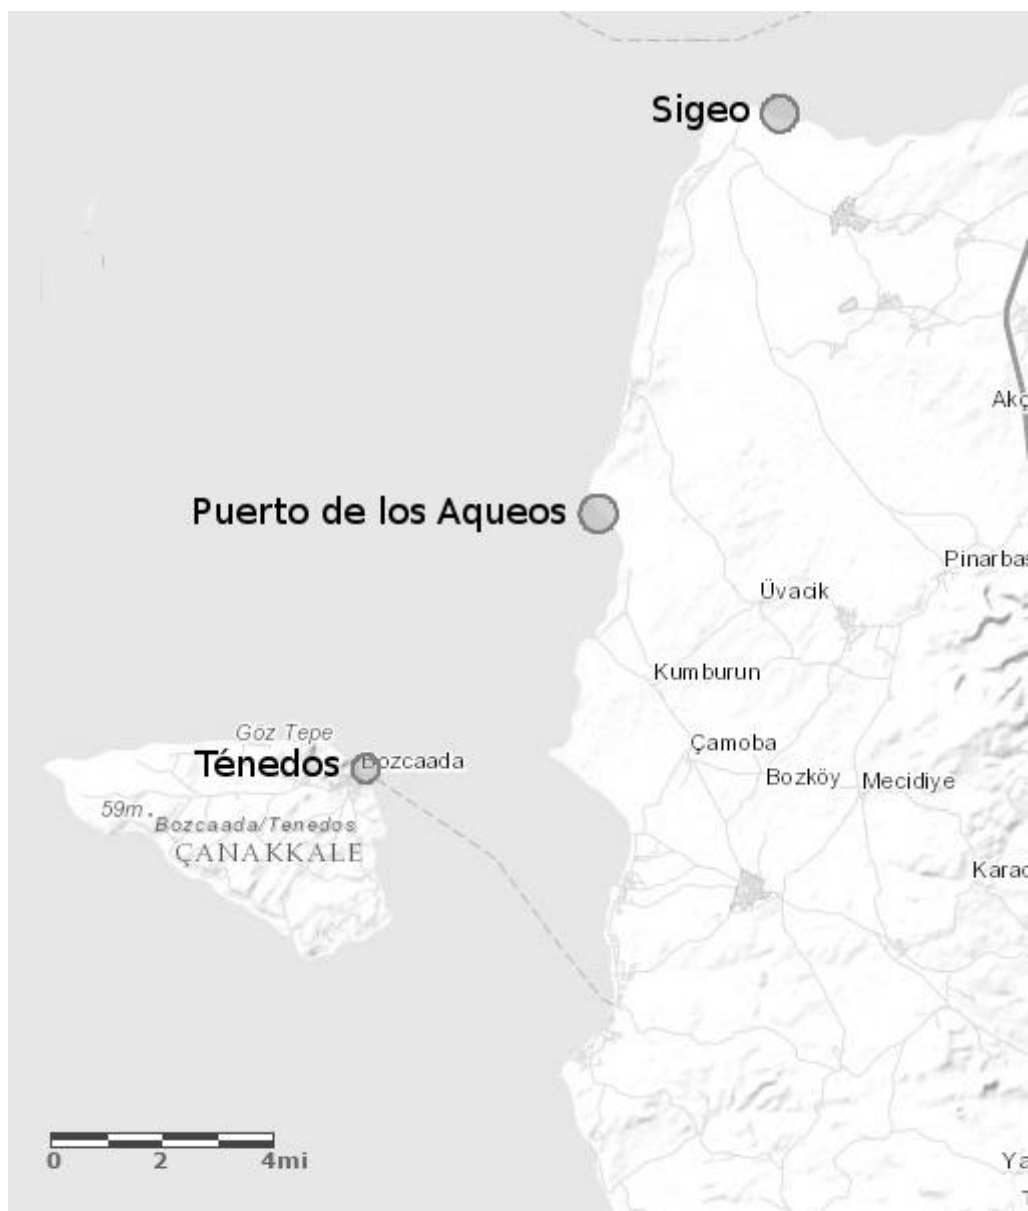 Sigeo
Akç
Puerto de los Aqueos
Pinarbaş
Üvacik
Kumburun
Göz Tepe
Çamoba
Ténedos
Bozcaada
Bozköy
Mecidiye
59m.
Bozcaada/Tenedos
ÇANAKKALE
Karac
0 2 4mi
Ya